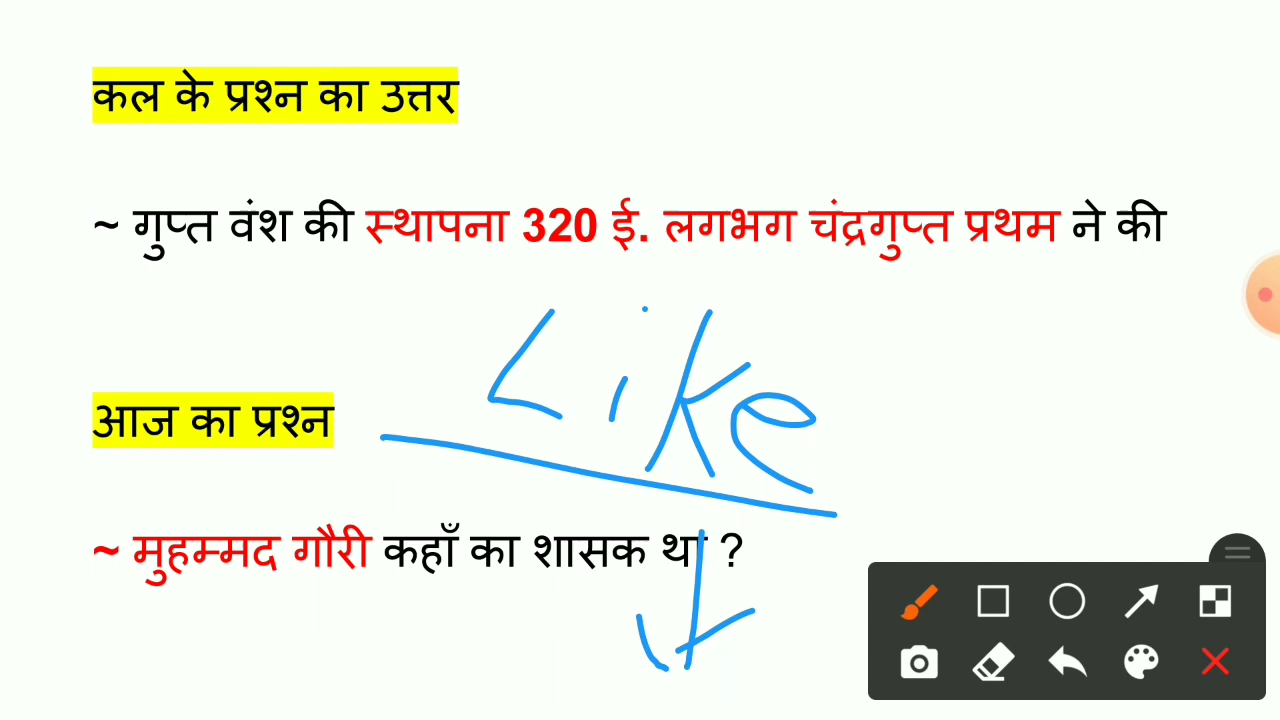 कल के प्रश्न का उत्तर
~ गुप्त वंश की स्थापना 320 ई. लगभग चंद्रगुप्त प्रथम ने की
Like
आज का प्रश्न
~ मुहम्मद गौरी कहाँ का शासक था ?